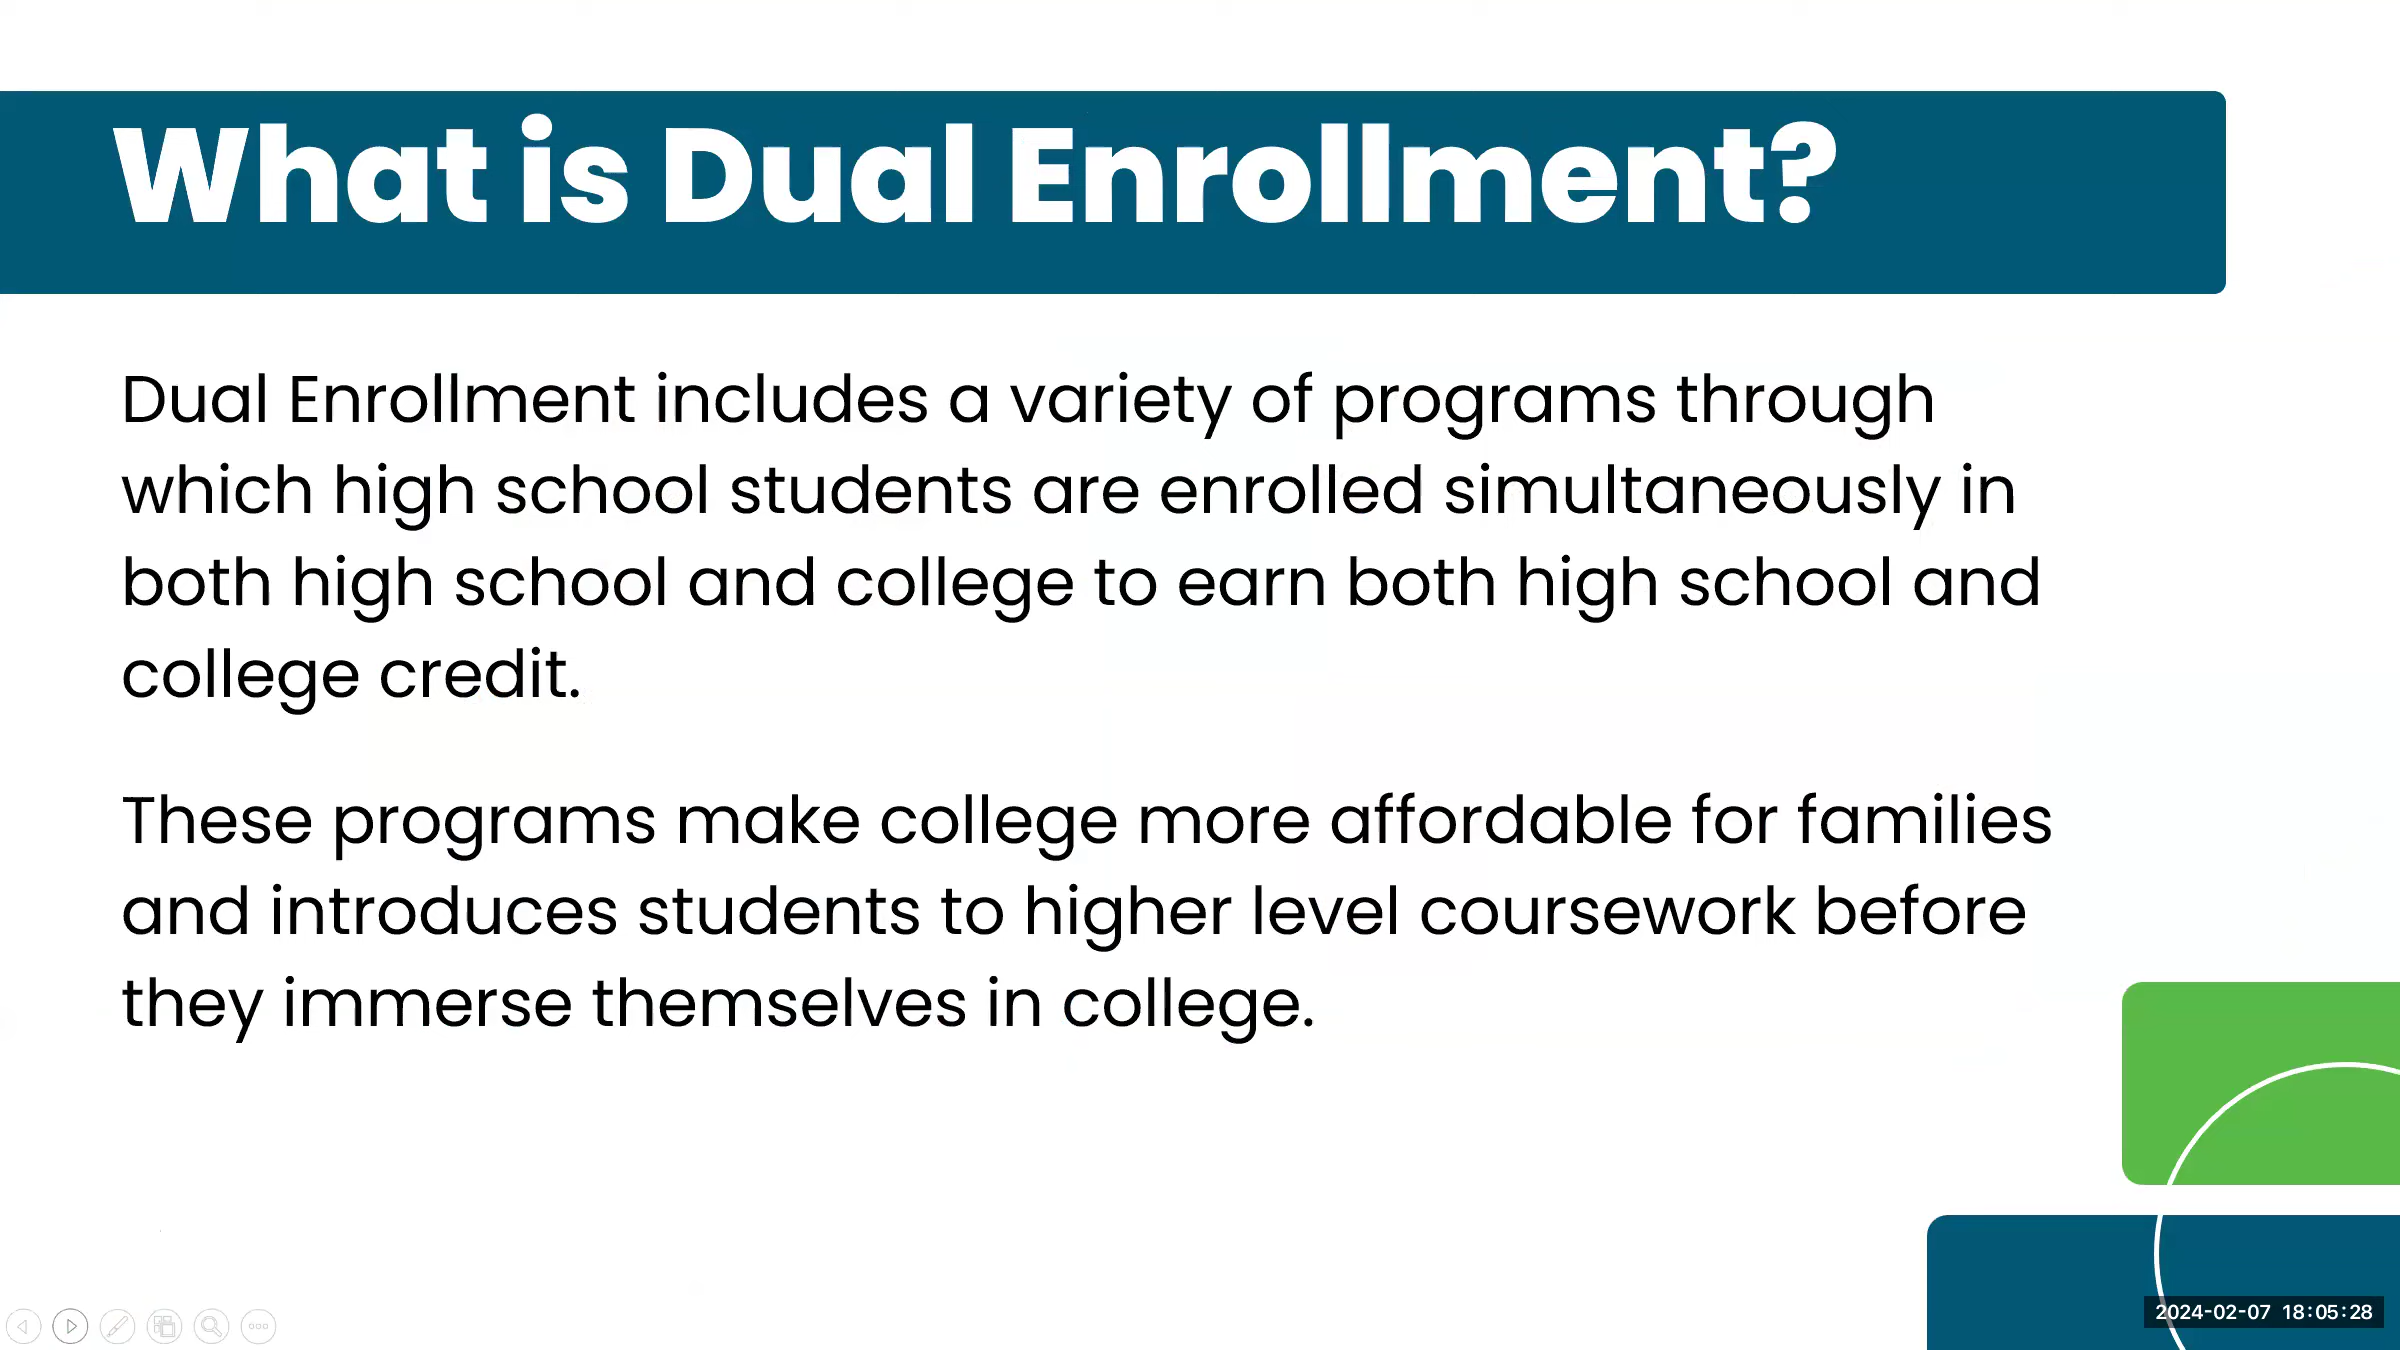 What is Dual Enrollment?
Dual Enrollment includes a variety of programs through
which high school students are enrolled simultaneously in
both high school and college to earn both high school and
college credit.
These programs make college more affordable for families
and introduces students to higher level coursework before
they immerse themselves in college.
2024-02-07 18:05:28